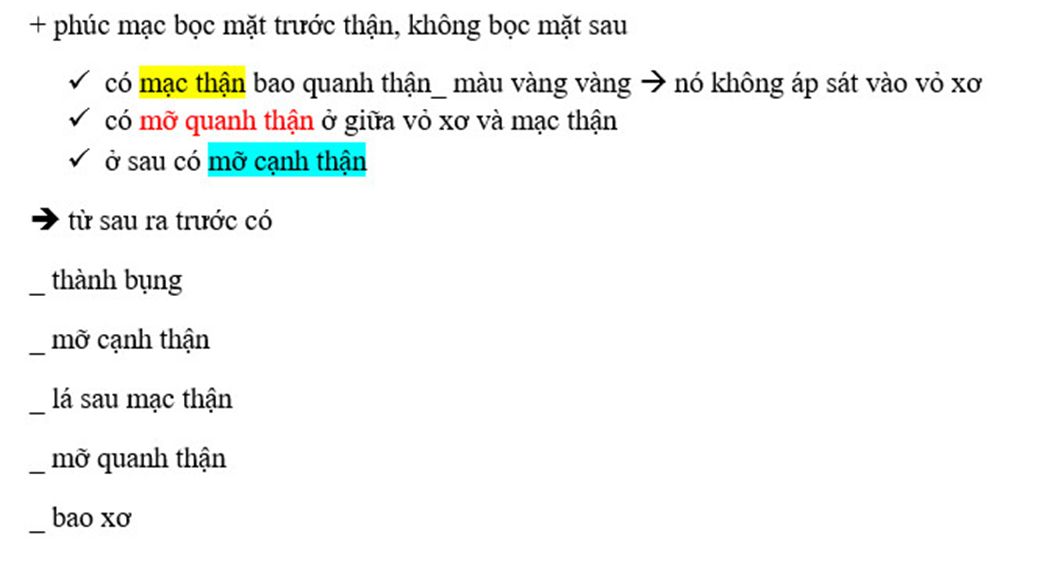 + phúc mạc bọc mặt trước thận, không bọc mặt sau
✓ có mạc thận bao quanh thận_ màu vàng vàng → nó không áp sát vào vỏ xơ
✓ có mỡ quanh thận ở giữa vỏ xơ và mạc thận
✓ ở sau có mỡ cạnh thận
➔ từ sau ra trước có
_ thành bụng
_ mỡ cạnh thận
_ lá sau mạc thận
_ mỡ quanh thận
_ bao xơ